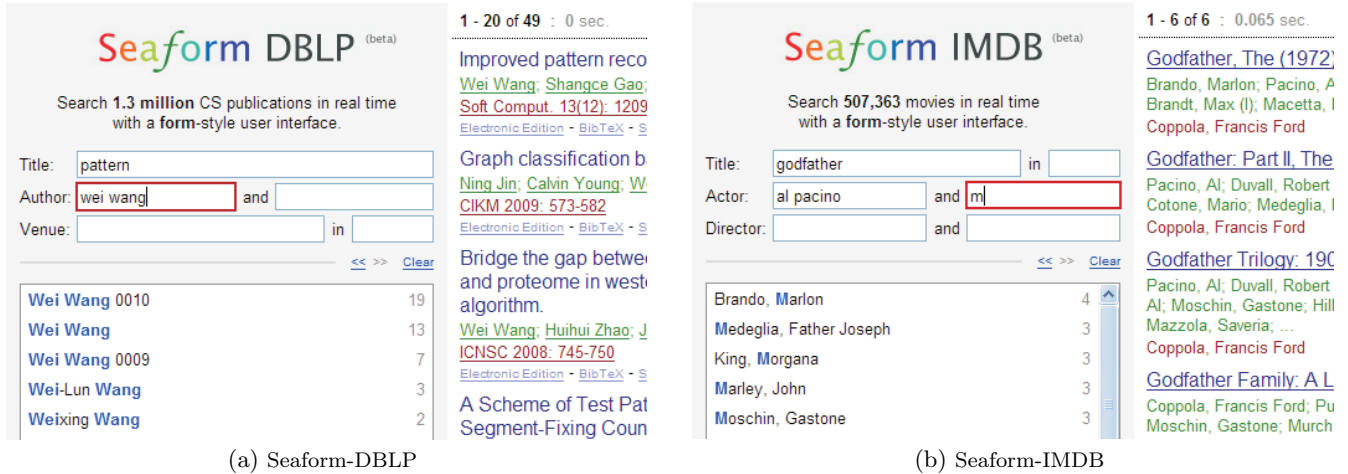 Seaform DBLP (beta)
Search 1.3 million CS publications in real time
with a form-style user interface.
Title: pattern
Author: wei wang and
Venue: in
<< >> Clear
Wei Wang 0010 19
Wei Wang 13
Wei Wang 0009 7
Wei-Lun Wang 3
Weixing Wang 2
1 - 20 of 49 : 0 sec.
Improved pattern reco
Wei Wang; Shangce Gao;
Soft Comput. 13(12): 1209
Electronic Edition - BibTeX - S
Graph classification b
Ning Jin; Calvin Young; W
CIKM 2009: 573-582
Electronic Edition - BibTeX - S
Bridge the gap betwe
and proteome in west
algorithm.
Wei Wang; Huihui Zhao; J
ICNSC 2008: 745-750
Electronic Edition - BibTeX - S
A Scheme of Test Pat
Segment-Fixing Coun
(a) Seaform-DBLP
Seaform IMDB (beta)
Search 507,363 movies in real time
with a form-style user interface.
Title: godfather in
Actor: al pacino and m
Director: and
<< >> Clear
Brando, Marlon 4
Medeglia, Father Joseph 3
King, Morgana 3
Marley, John 3
Moschin, Gastone 3
1 - 6 of 6 : 0.065 sec.
Godfather, The (1972)
Brando, Marlon; Pacino, A
Brandt, Max (I); Macetta,
Coppola, Francis Ford
Godfather: Part II, The
Pacino, Al; Duvall, Robert
Cotone, Mario; Medeglia,
Coppola, Francis Ford
Godfather Trilogy: 190
Pacino, Al; Duvall, Robert
Al; Moschin, Gastone; Hill
Mazzola, Saveria; ...
Coppola, Francis Ford
Godfather Family: A L
Coppola, Francis Ford; Pu
Moschin, Gastone; Murch
(b) Seaform-IMDB